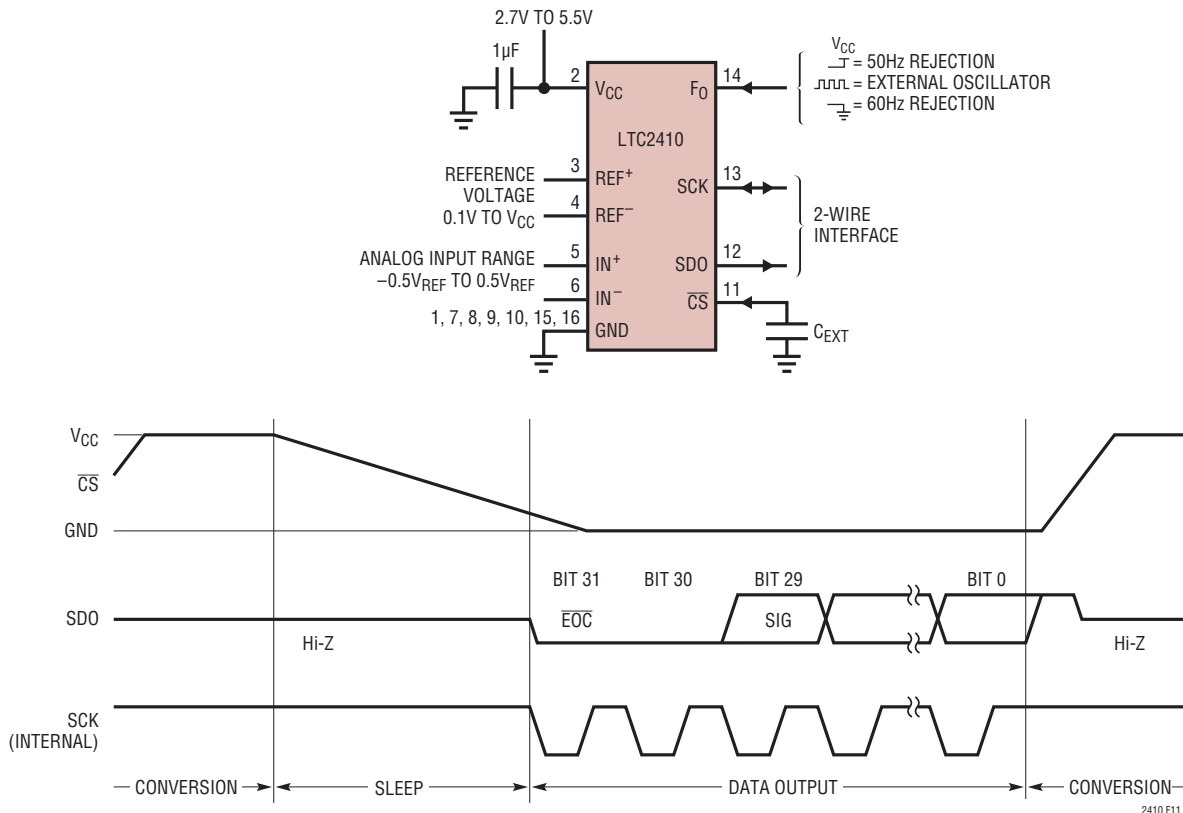 2.7V TO 5.5V
1µF
2
VCC
FO
14
VCC
= 50Hz REJECTION
= EXTERNAL OSCILLATOR
= 60Hz REJECTION
LTC2410
REFERENCE
VOLTAGE
0.1V TO VCC
3
REF+
4
REF−
SCK
13
2-WIRE
INTERFACE
ANALOG INPUT RANGE
−0.5VREF TO 0.5VREF
5
IN+
6
IN−
SDO
12
CS
11
1, 7, 8, 9, 10, 15, 16
GND
CEXT
VCC
CS
GND
BIT 31 BIT 30 BIT 29 BIT 0
SDO
EOC SIG
Hi-Z Hi-Z
SCK
(INTERNAL)
CONVERSION SLEEP DATA OUTPUT CONVERSION
2410 F11